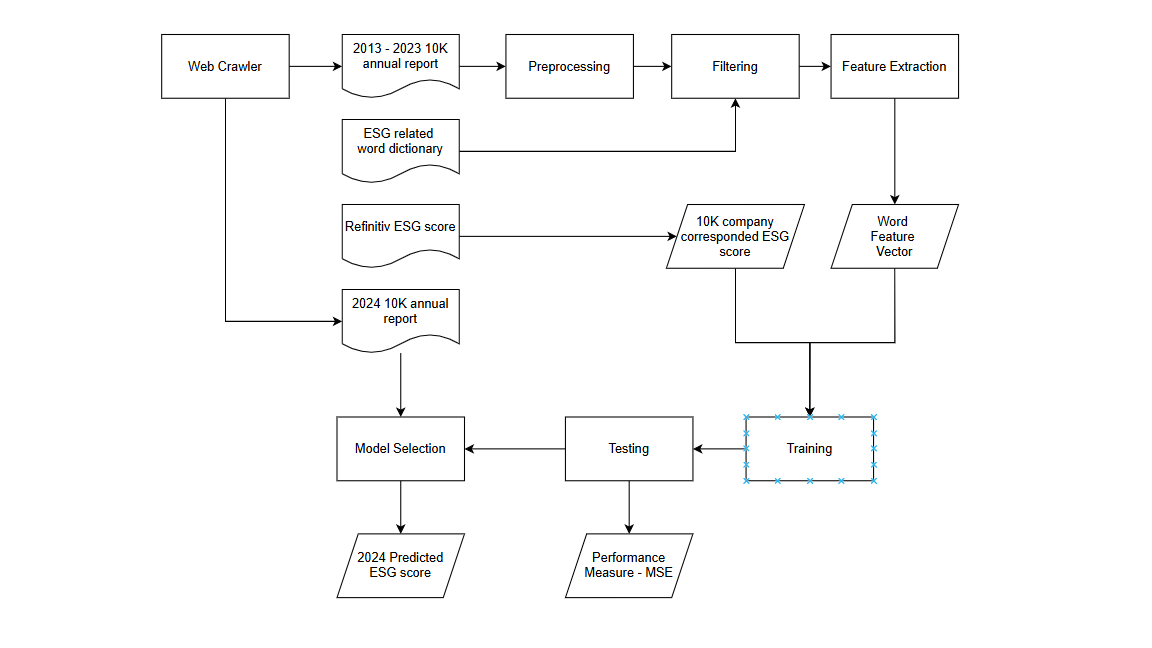 Web Crawler
2013 - 2023 10K
annual report
Preprocessing
Filtering
Feature Extraction
ESG related
word dictionary
Refinitiv ESG score
10K company
corresponded ESG
score
Word
Feature
Vector
2024 10K annual
report
Model Selection
Testing
Training
2024 Predicted
ESG score
Performance
Measure - MSE